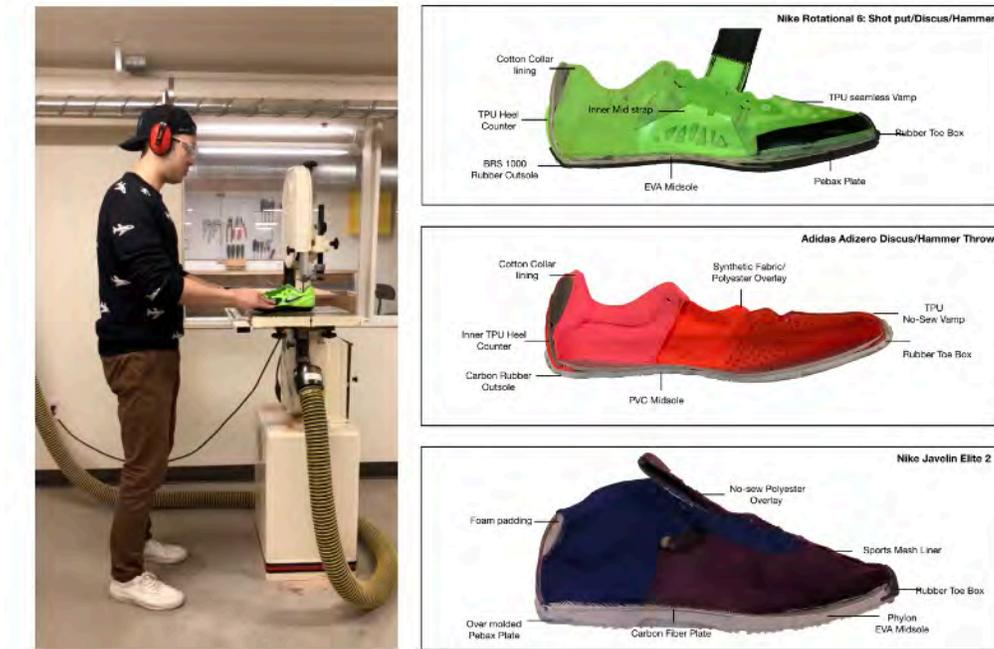 Nike Rotational 6: Shot put/Discus/Hammer
Cotton Collar
lining
TPU seamless Vamp
Inner Mid strap
TPU Heel
Counter
Rubber Toe Box
BRS 1000
Rubber Outsole
EVA Midsole
Pebax Plate
Adidas Adizero Discus/Hammer Throw
Cotton Collar
lining
Synthetic Fabric/
Polyester Overlay
TPU
No-Sew Vamp
Inner TPU Heel
Counter
Rubber Toe Box
Carbon Rubber
Outsole
PVC Midsole
Nike Javelin Elite 2
No-sew Polyester
Overlay
Foam padding
Sports Mesh Liner
Rubber Toe Box
Over molded
Pebax Plate
Carbon Fiber Plate
Phylon
EVA Midsole